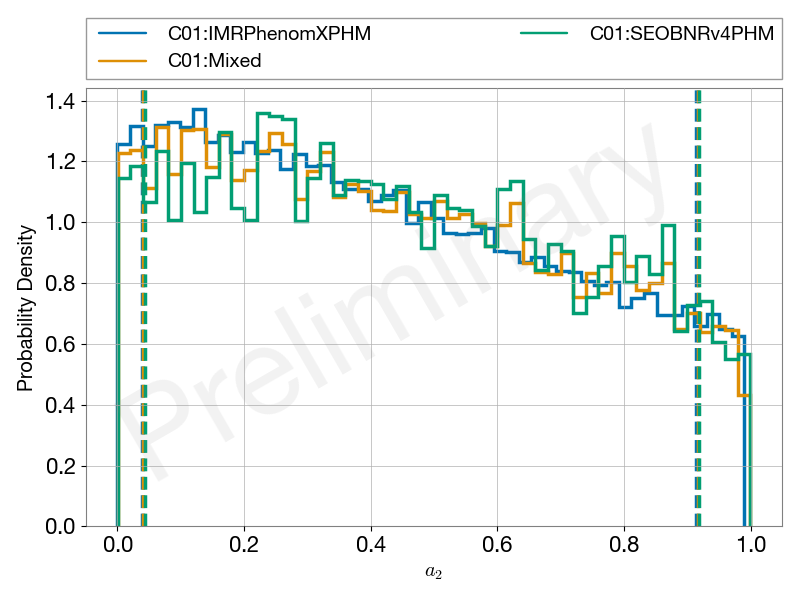 C01:IMRPhenomXPHM
C01:Mixed
C01:SEOBNRv4PHM
1.4
1.2
1.0
0.8
0.6
0.4
0.2
0.0
Probability Density
Preliminary
0.0 0.2 0.4 0.6 0.8 1.0
a₂